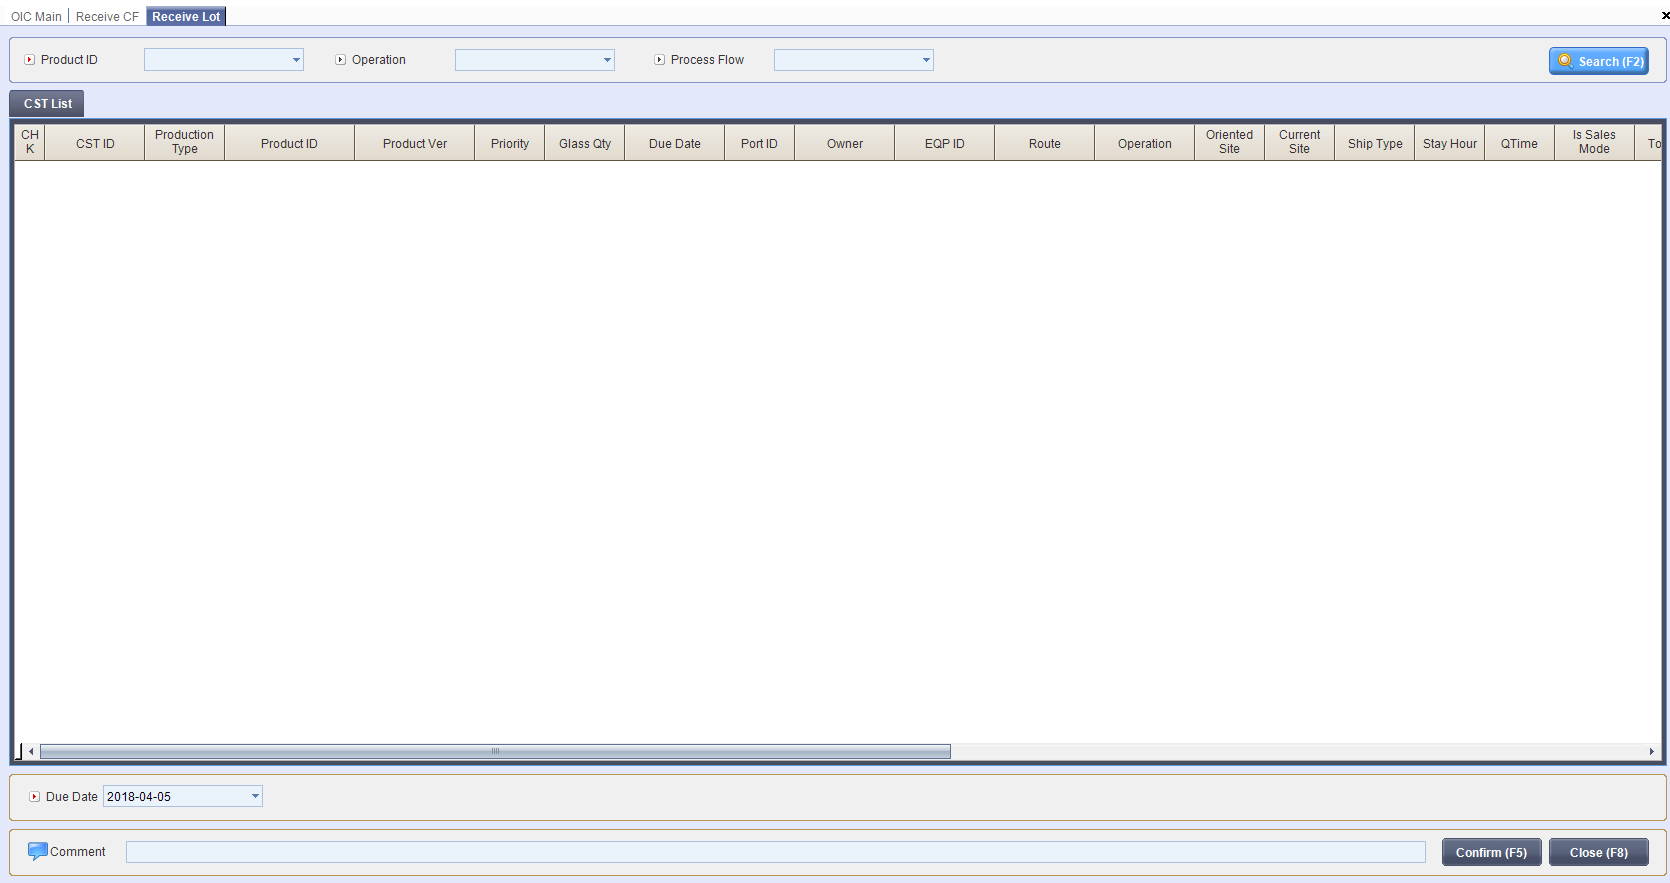 OIC Main Receive CF Receive Lot
Product ID Operation Process Flow Search (F2)
CST List
CH K CST ID Production Type Product ID Product Ver Priority Glass Qty Due Date Port ID Owner EQP ID Route Operation Oriented Site Current Site Ship Type Stay Hour QTime Is Sales Mode To
Due Date 2018-04-05
Comment Confirm (F5) Close (F8)